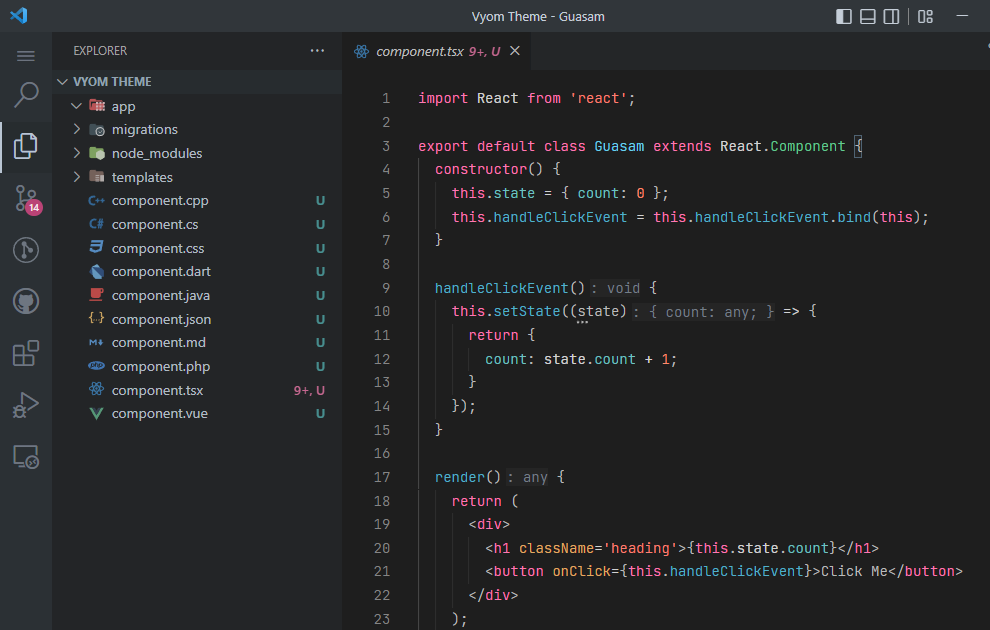 Vyom Theme - Guasam
EXPLORER
VYOM THEME
app
migrations
node_modules
templates
component.cpp U
component.cs U
component.css U
component.dart U
component.java U
component.json U
component.md U
component.php U
component.tsx 9+, U
component.vue U
14
component.tsx 9+, U
1 import React from 'react';
2
3 export default class Guasam extends React.Component {
4 constructor() {
5 this.state = { count: 0 };
6 this.handleClickEvent = this.handleClickEvent.bind(this);
7 }
8
9 handleClickEvent() : void {
10 this.setState((state) : { count: any; } => {
11 return {
12 count: state.count + 1;
13 }
14 });
15 }
16
17 render() : any {
18 return (
19 <div>
20 <h1 className='heading'>{this.state.count}</h1>
21 <button onClick={this.handleClickEvent}>Click Me</button>
22 </div>
23 );